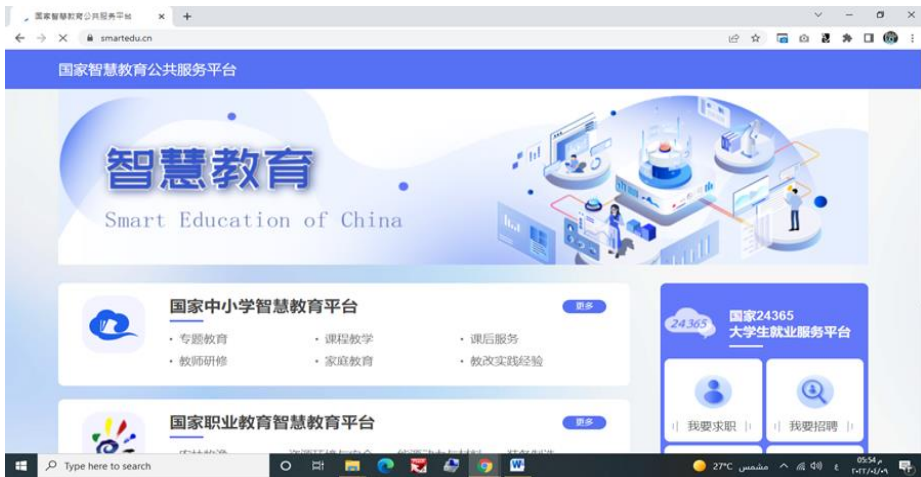 国家智慧教育公共服务平台
smartedu.cn
国家智慧教育公共服务平台
智慧教育
Smart Education of China
国家中小学智慧教育平台
更多
· 专题教育
· 课程教学
· 课后服务
· 教师研修
· 家庭教育
· 教改实践经验
国家职业教育智慧教育平台
更多
24365
国家24365
大学生就业服务平台
我要求职
我要招聘
Type here to search
27°C مشمس
05:54 م